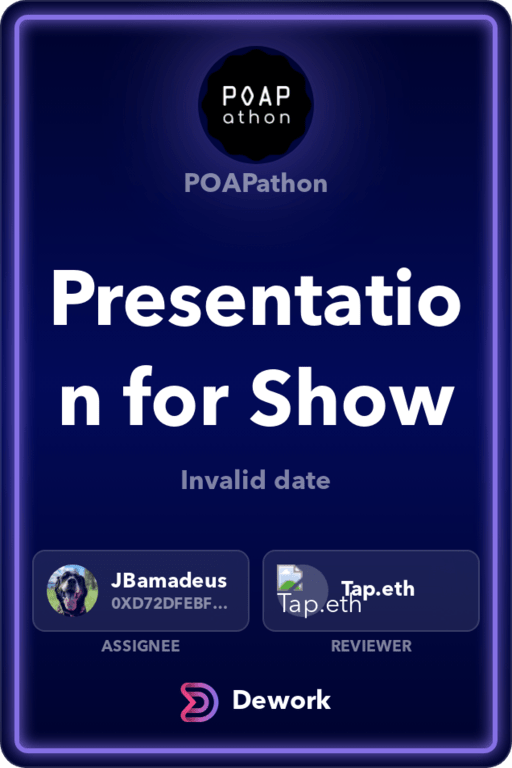 POAP
athon
POAPathon
Presentatio
n for Show
Invalid date
JBamadeus
0XD72DFEBF...
Tap.eth
Tap.eth
ASSIGNEE
REVIEWER
Dework